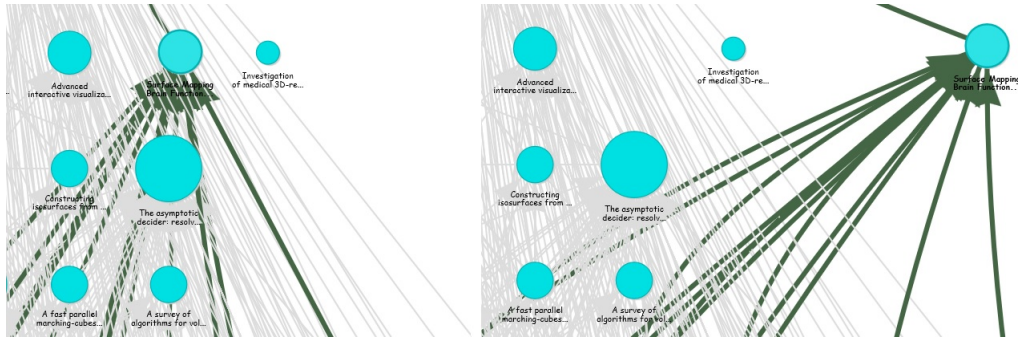 Advanced
interactive visualiza...
Surface Mapping
Brain Function...
Investigation
of medical 3D-re...
Constructing
isosurfaces from ...
The asymptotic
decider: resolv...
A fast parallel
marching-cubes...
A survey of
algorithms for vol...
Advanced
interactive visualiza...
Investigation
of medical 3D-re...
Surface Mapping
Brain Function...
Constructing
isosurfaces from ...
The asymptotic
decider: resolv...
A fast parallel
marching-cubes...
A survey of
algorithms for vol...